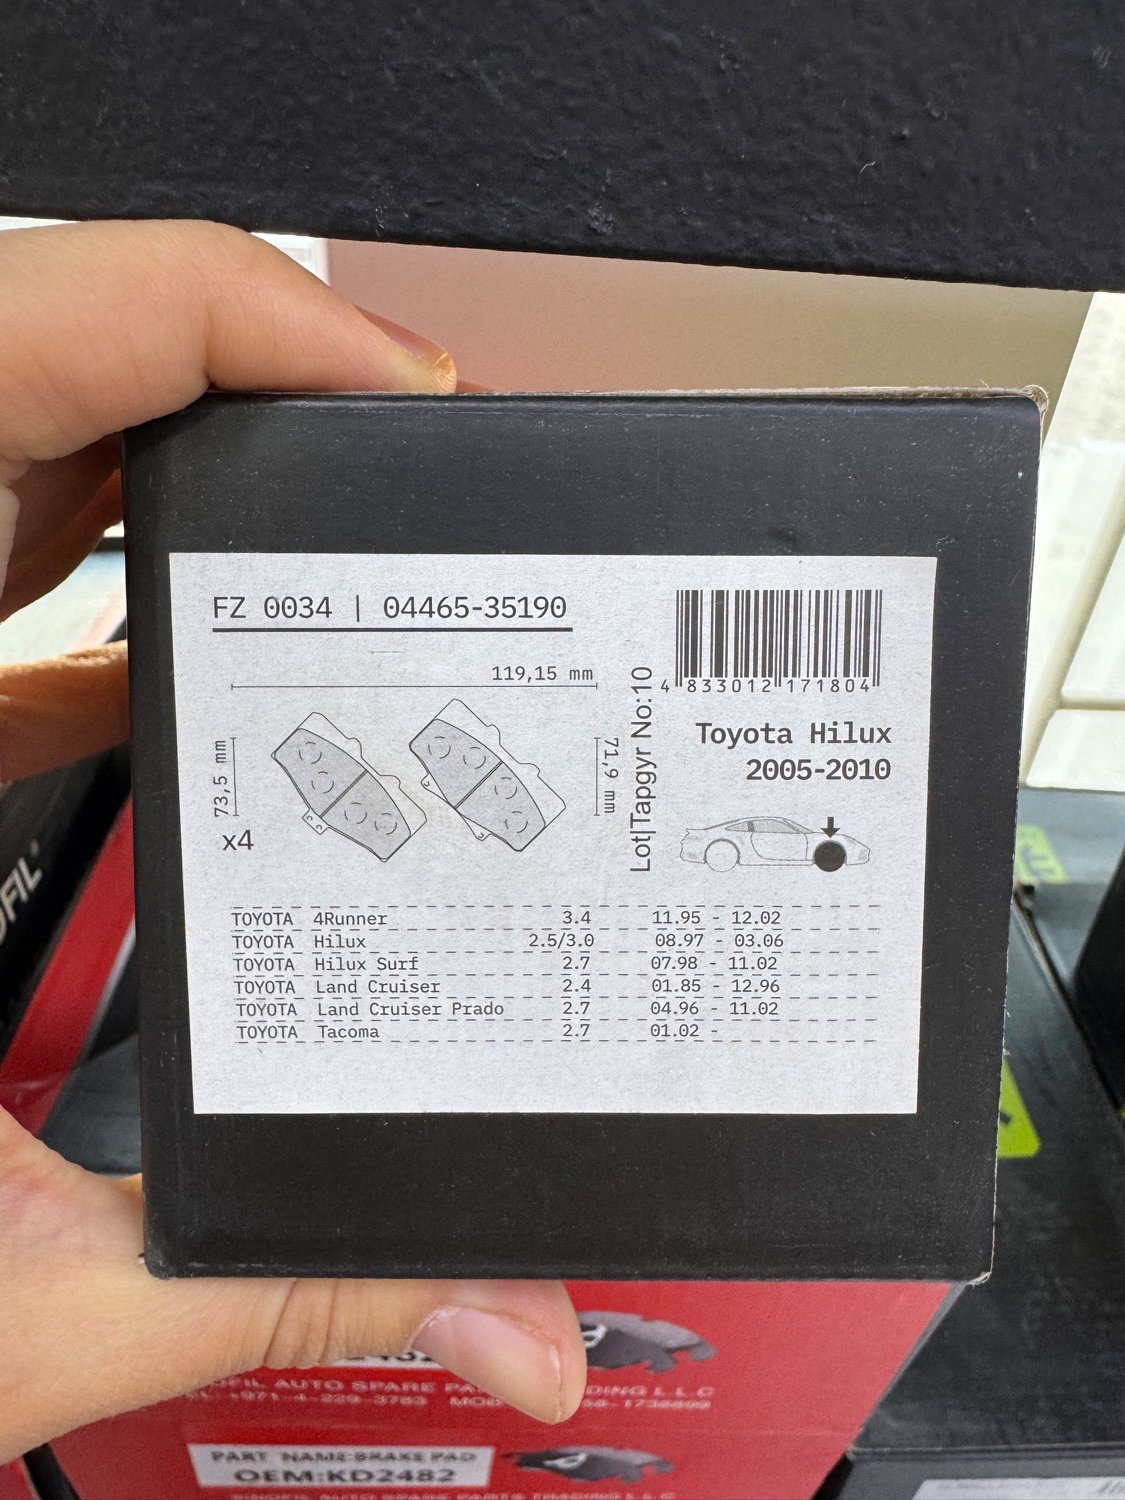 FZ 0034 | 04465-35190
119,15 mm
73,5 mm
71,9 mm
x4
Lot|Tapgyr No:10
4 833012 171804
Toyota Hilux
2005-2010
TOYOTA 4Runner 3.4 11.95 - 12.02
TOYOTA Hilux 2.5/3.0 08.97 - 03.06
TOYOTA Hilux Surf 2.7 07.98 - 11.02
TOYOTA Land Cruiser 2.4 01.85 - 12.96
TOYOTA Land Cruiser Prado 2.7 04.96 - 11.02
TOYOTA Tacoma 2.7 01.02 -
AUTO SPARE
DING L.L.C
PART NAME:BRAKE PAD
OEM:KD2482